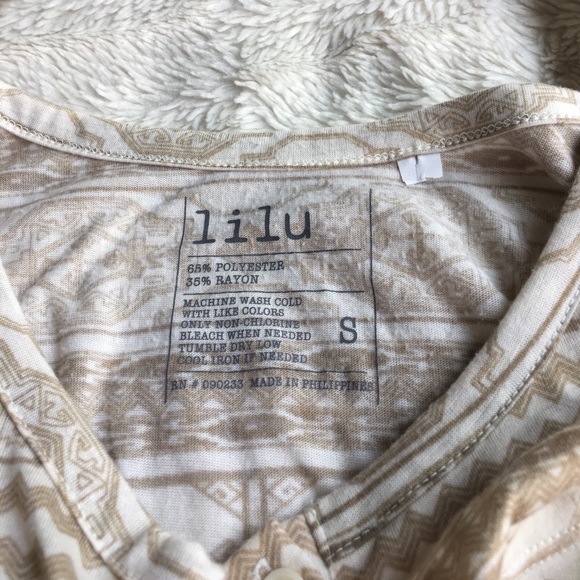 lilu
65% POLYESTER
35% RAYON
MACHINE WASH COLD
WITH LIKE COLORS
ONLY NON-CHLORINE
BLEACH WHEN NEEDED
TUMBLE DRY LOW
COOL IRON IF NEEDED
S
RN # 090233 MADE IN PHILIPPINES